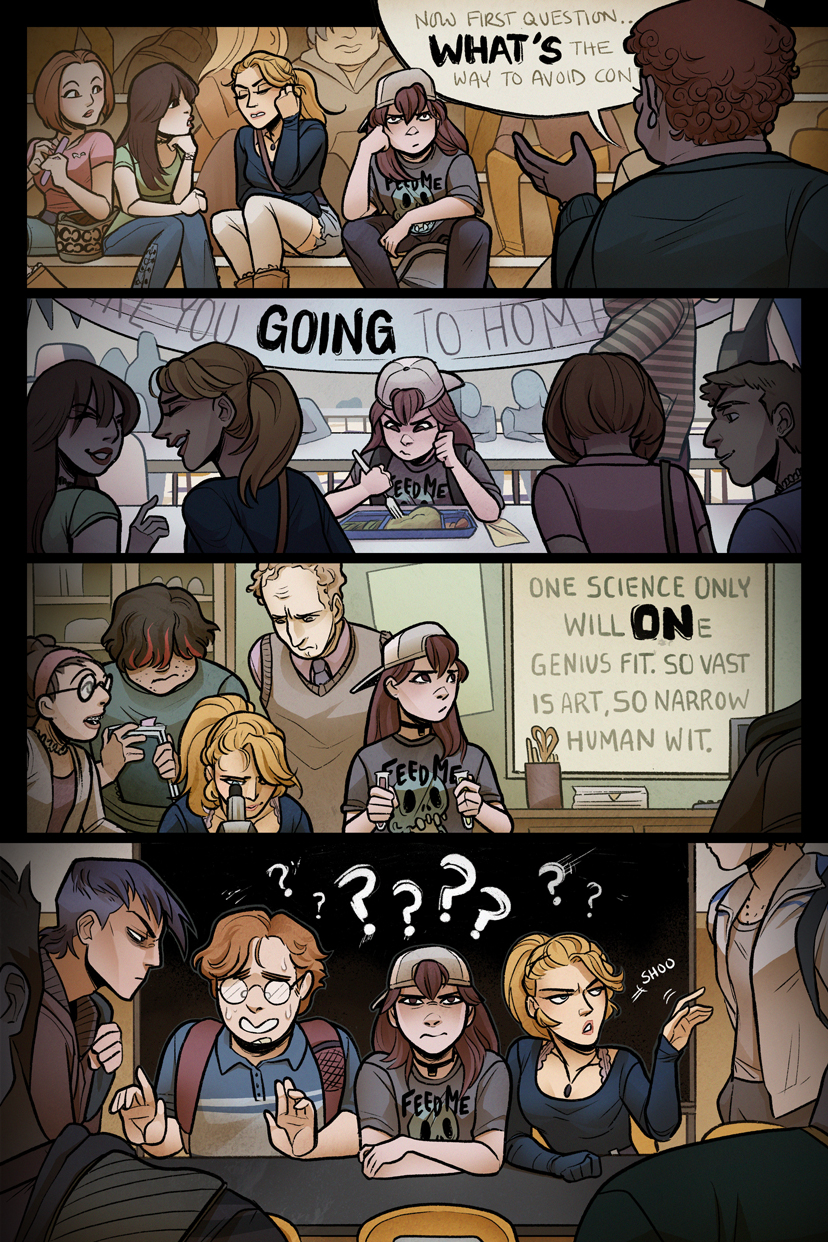 NOW FIRST QUESTION..
WHAT'S THE
WAY TO AVOID CON
FEED ME
YOU GOING TO HOME
EED ME
ONE SCIENCE ONLY
WILL ONE
GENIUS FIT. SO VAST
IS ART, SO NARROW
HUMAN WIT.
FEED ME
? ? ? ? ? ? ? ?
SHOO
FEED ME